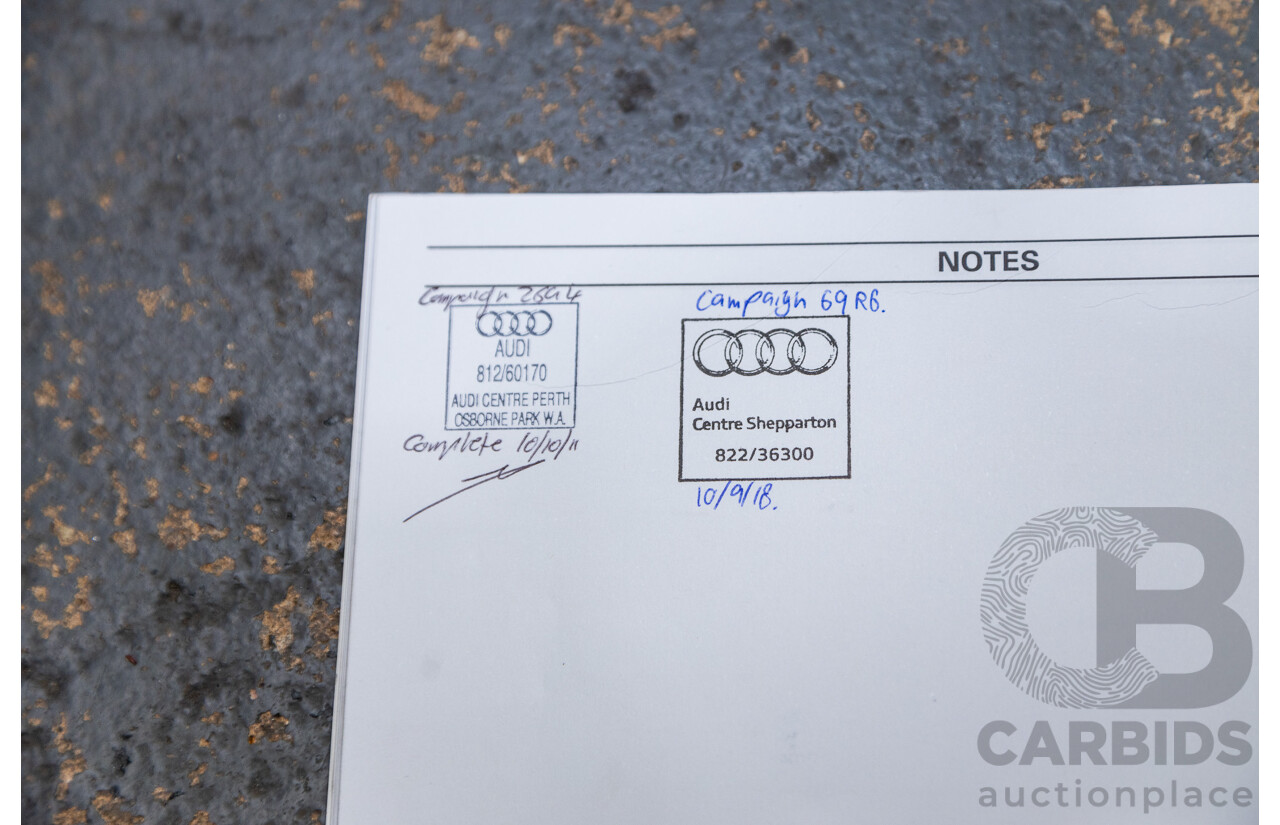 NOTES
Campaign 26G4
AUDI
812/60170
AUDI CENTRE PERTH
OSBORNE PARK W.A.
Complete 10/10/11
Campaign 69R6.
Audi
Centre Shepparton
822/36300
10/9/18.
CARBIDS
auctionplace